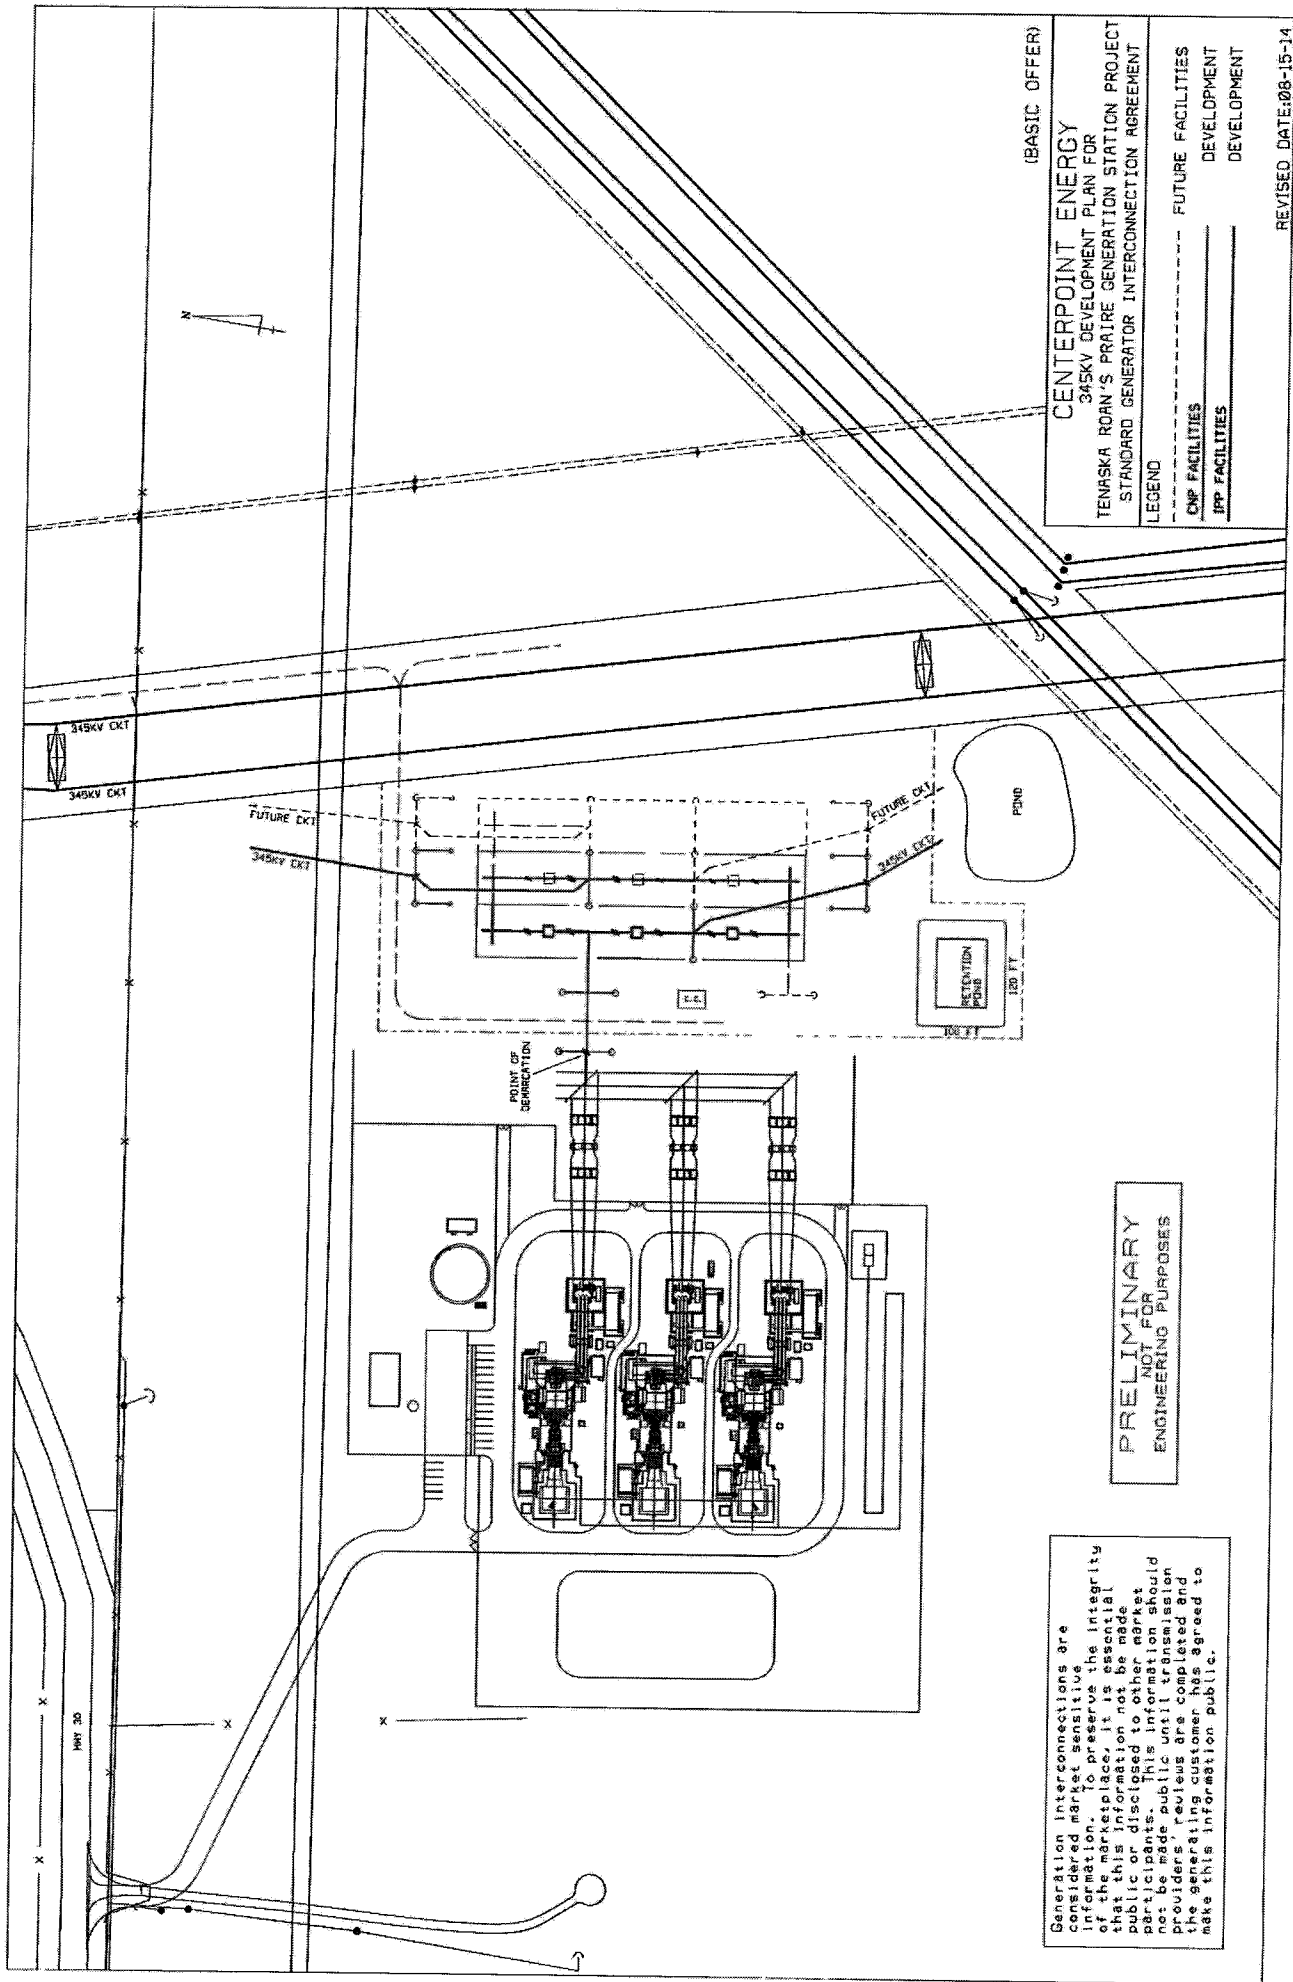 (BASIC OFFER)
CENTERPOINT ENERGY
345KV DEVELOPMENT PLAN FOR
TENASKA ROAN'S PRAIRE GENERATION STATION PROJECT
STANDARD GENERATOR INTERCONNECTION AGREEMENT
LEGEND
FUTURE FACILITIES
CNP FACILITIES DEVELOPMENT
IPP FACILITIES DEVELOPMENT
REVISED DATE:08-15-14
N
HWY 30
345KV CKT
345KV CKT
FUTURE CKT
345KV CKT
FUTURE CKT
345KV CKT
POINT OF
DEMARCATION
POND
RETENTION
POND
120 FT
100 FT
PRELIMINARY
NOT FOR
ENGINEERING PURPOSES
Generation interconnections are
considered market sensitive
information. To preserve the integrity
of the marketplace, it is essential
that this information not be made
public or disclosed to other market
participants. This information should
not be made public until transmission
providers' reviews are completed and
the generating customer has agreed to
make this information public.